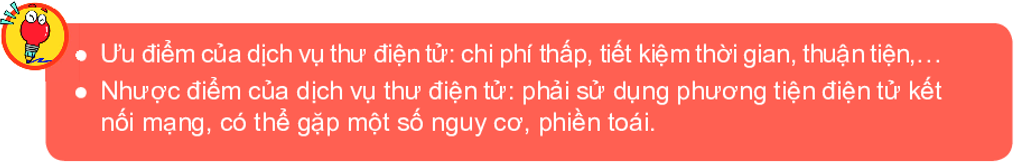 • Ưu điểm của dịch vụ thư điện tử: chi phí thấp, tiết kiệm thời gian, thuận tiện,...
• Nhược điểm của dịch vụ thư điện tử: phải sử dụng phương tiện điện tử kết
nối mạng, có thể gặp một số nguy cơ, phiền toái.